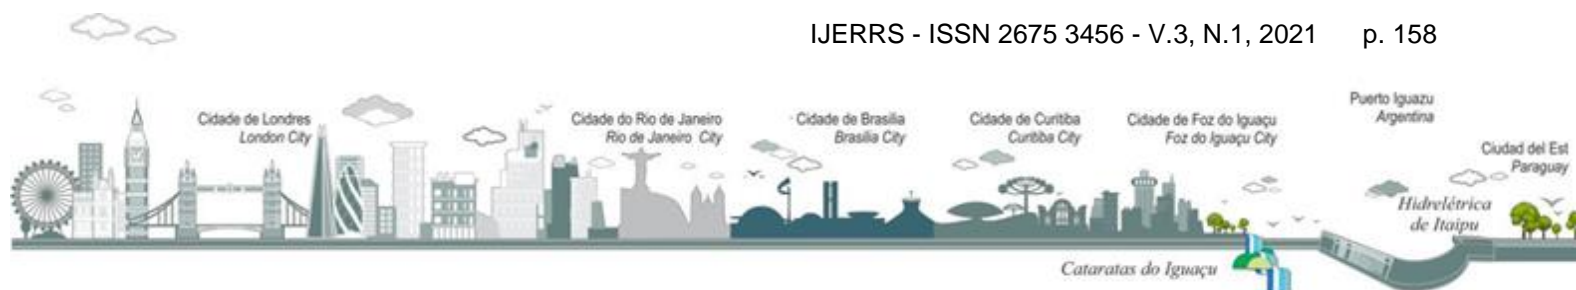 IJERRS - ISSN 2675 3456 - V.3, N.1, 2021 p. 158
Cidade de Londres
London City
Cidade do Rio de Janeiro
Rio de Janeiro City
Cidade de Brasilia
Brasilia City
Cidade de Curitiba
Curitiba City
Cidade de Foz do Iguaçu
Foz do Iguaçu City
Puerto Iguazu
Argentina
Ciudad del Est
Paraguay
Hidrelétrica
de Itaipu
Cataratas do Iguaçu